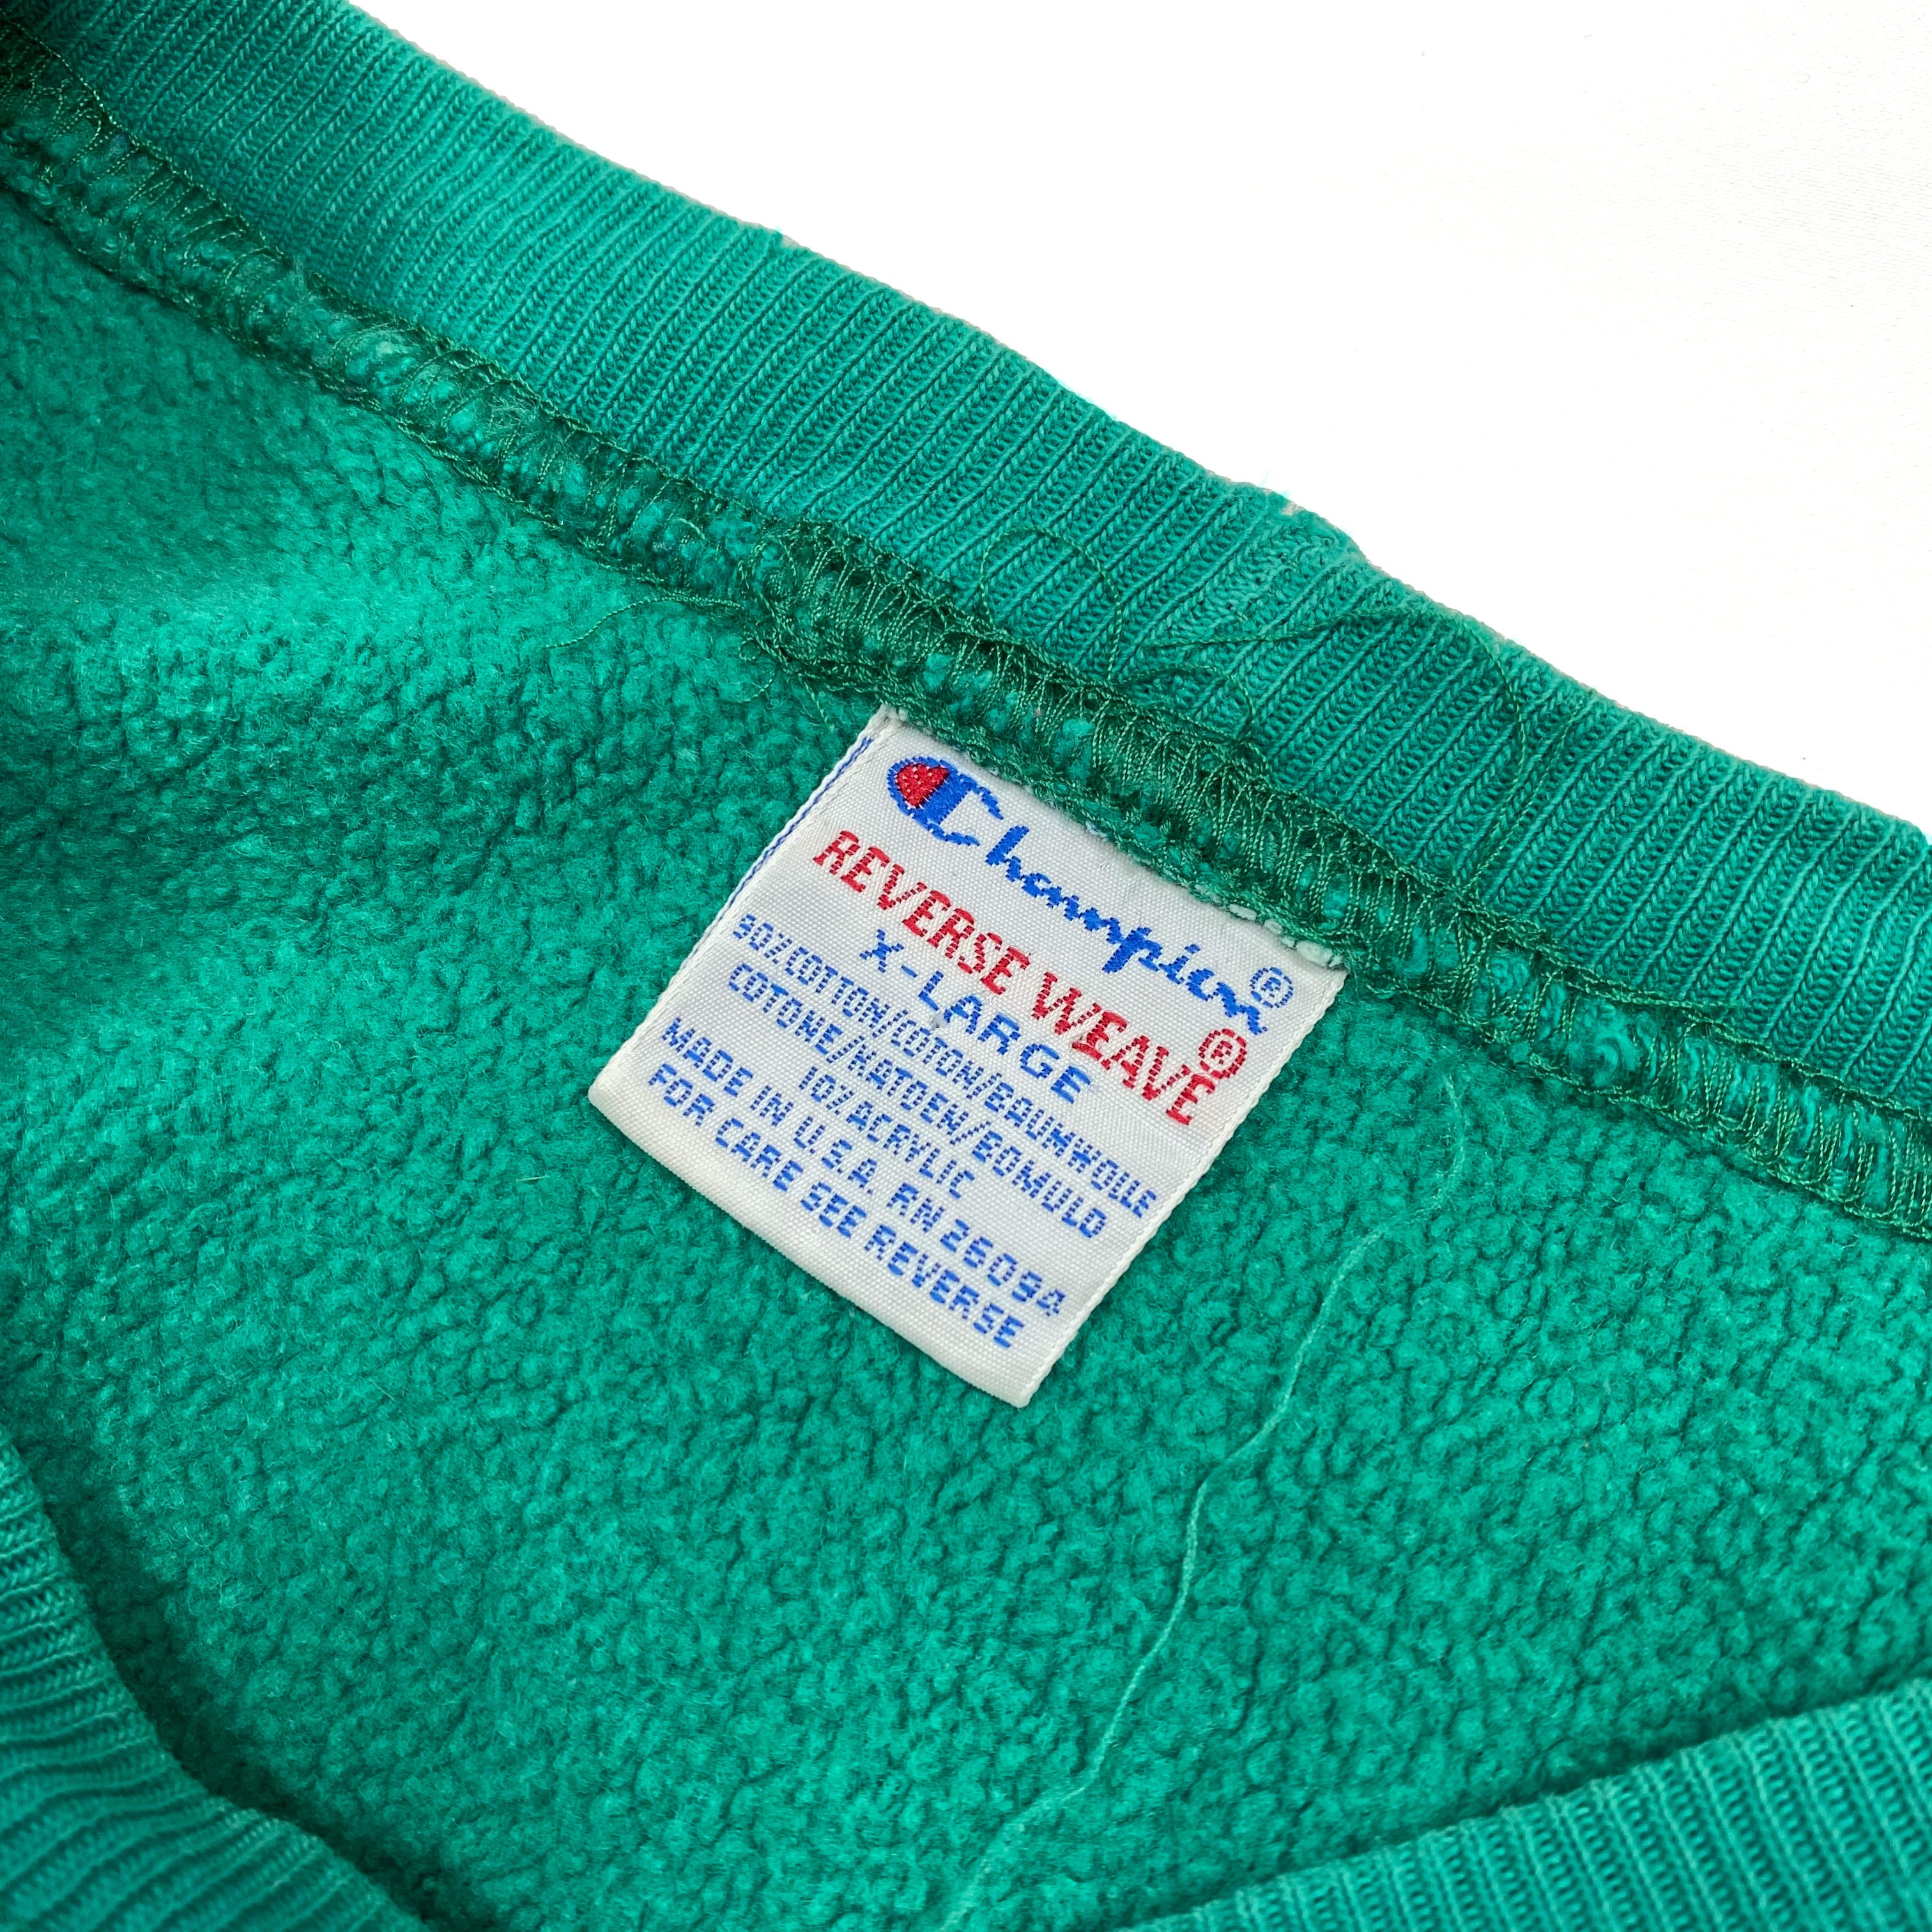 Champion®
REVERSE WEAVE®
X-LARGE
90%COTTON/COTON/BAUMWOLLE
COTONE/KATOEN/BOMULD
10%ACRYLIC
MADE IN U.S.A. RN 26094
FOR CARE SEE REVERSE